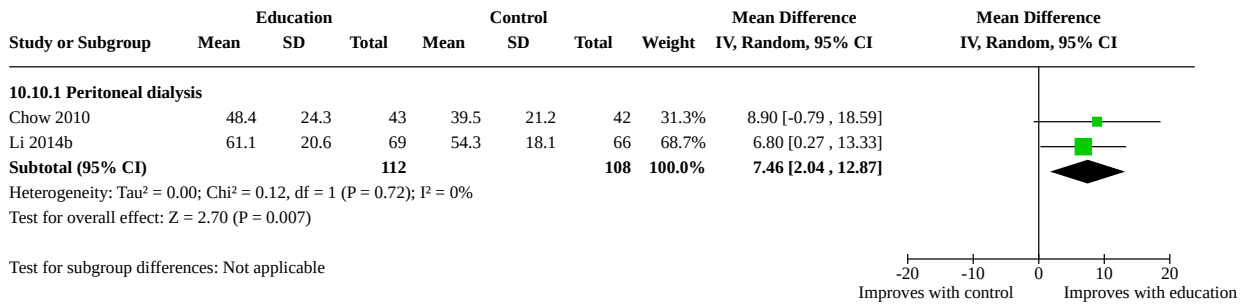 Education Control Mean Difference Mean Difference
Study or Subgroup Mean SD Total Mean SD Total Weight IV, Random, 95% CI IV, Random, 95% CI
10.10.1 Peritoneal dialysis
Chow 2010 48.4 24.3 43 39.5 21.2 42 31.3% 8.90 [-0.79 , 18.59]
Li 2014b 61.1 20.6 69 54.3 18.1 66 68.7% 6.80 [0.27 , 13.33]
Subtotal (95% CI) 112 108 100.0% 7.46 [2.04 , 12.87]
Heterogeneity: Tau² = 0.00; Chi² = 0.12, df = 1 (P = 0.72); I² = 0%
Test for overall effect: Z = 2.70 (P = 0.007)
Test for subgroup differences: Not applicable
-20 -10 0 10 20
Improves with control Improves with education